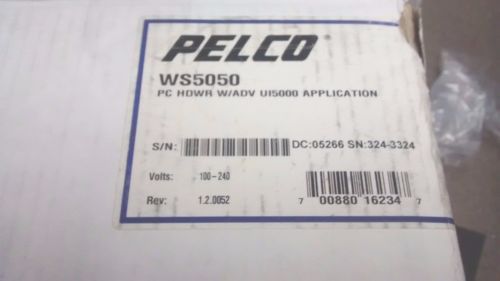 PELCO
WS5050
PC HDWR W/ADV UI5000 APPLICATION
S/N: DC:05266 SN:324-3324
Volts: 100-240
Rev: 1.2.0052
7 00880 16234 7